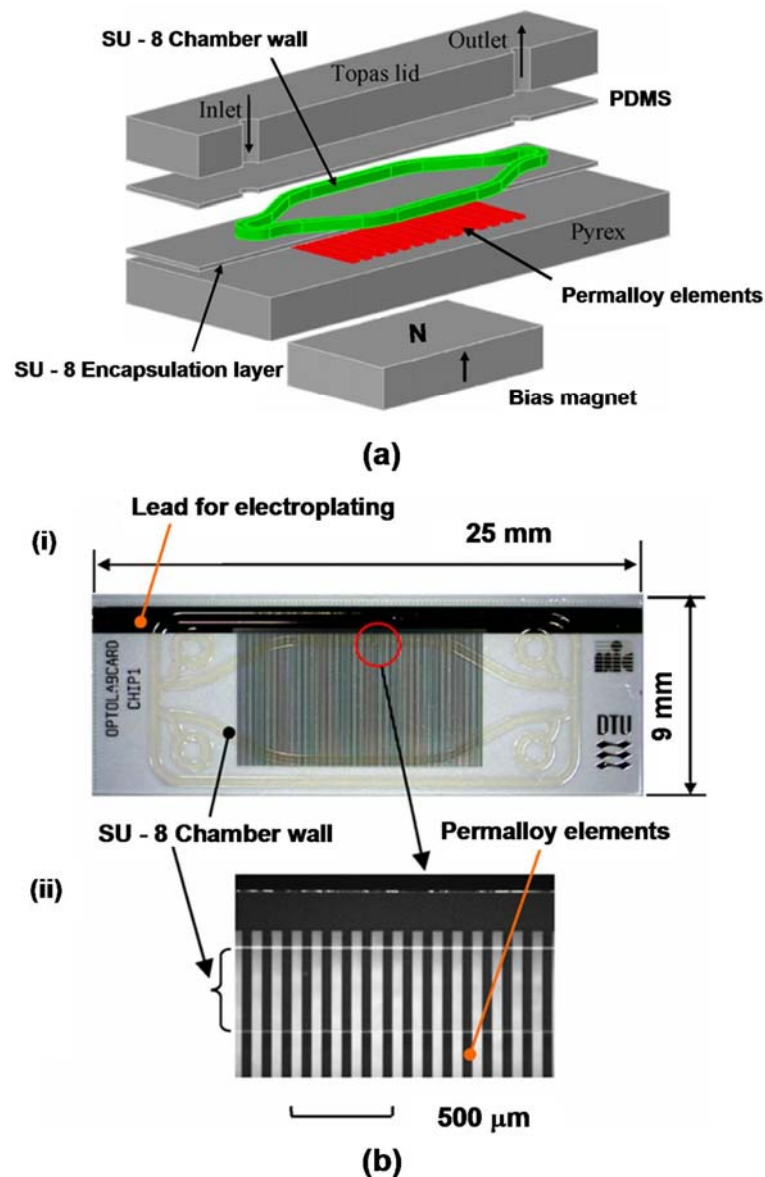 SU - 8 Chamber wall
Outlet
Topas lid
Inlet
PDMS
Pyrex
Permalloy elements
SU - 8 Encapsulation layer
N
Bias magnet
(a)
Lead for electroplating
(i)
25 mm
OPTOLABCARD
CHIP1
DTU
9 mm
SU - 8 Chamber wall
Permalloy elements
(ii)
500 µm
(b)